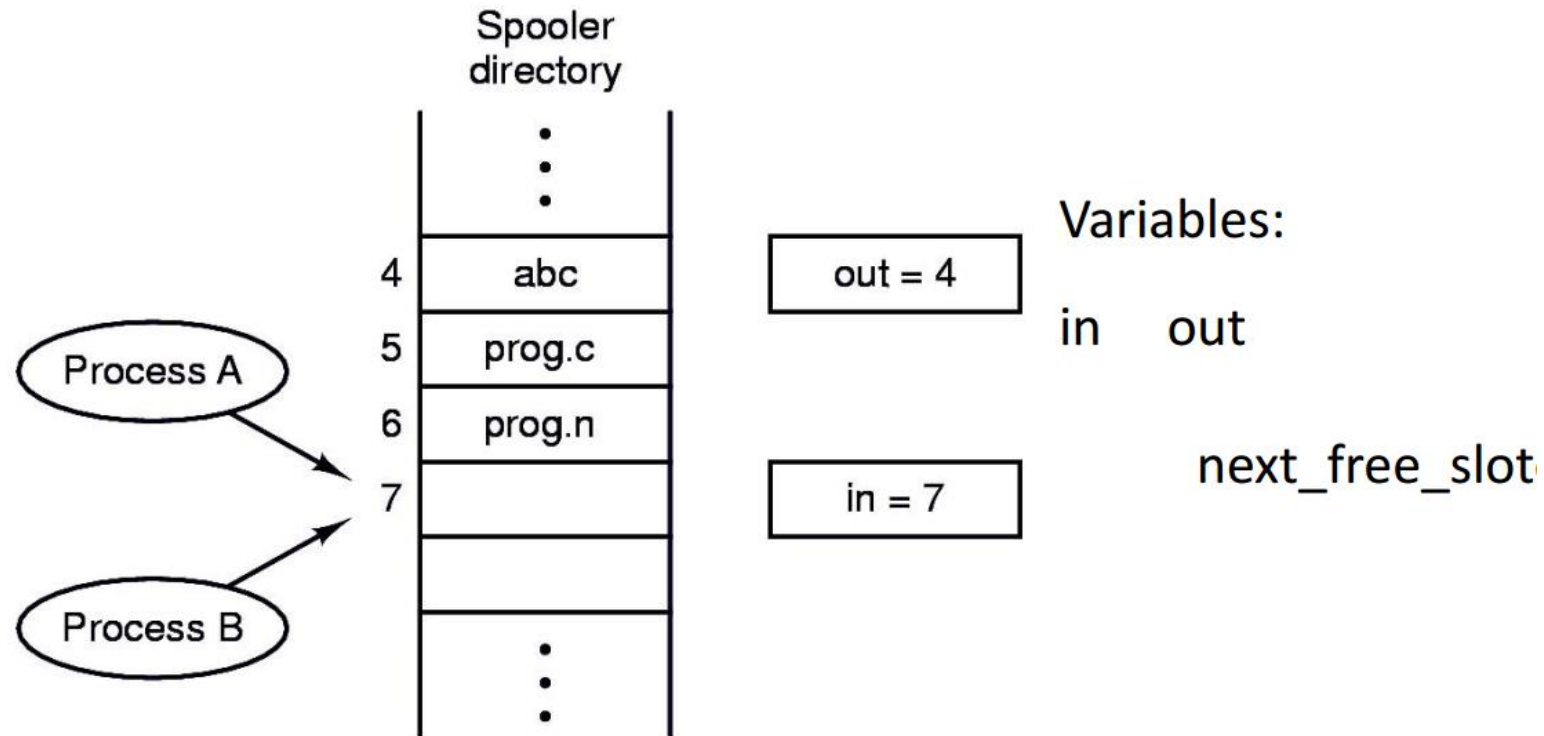 Spooler
directory
4 abc
5 prog.c
6 prog.n
7
Process A
Process B
out = 4
in = 7
Variables:
in out
next_free_slot